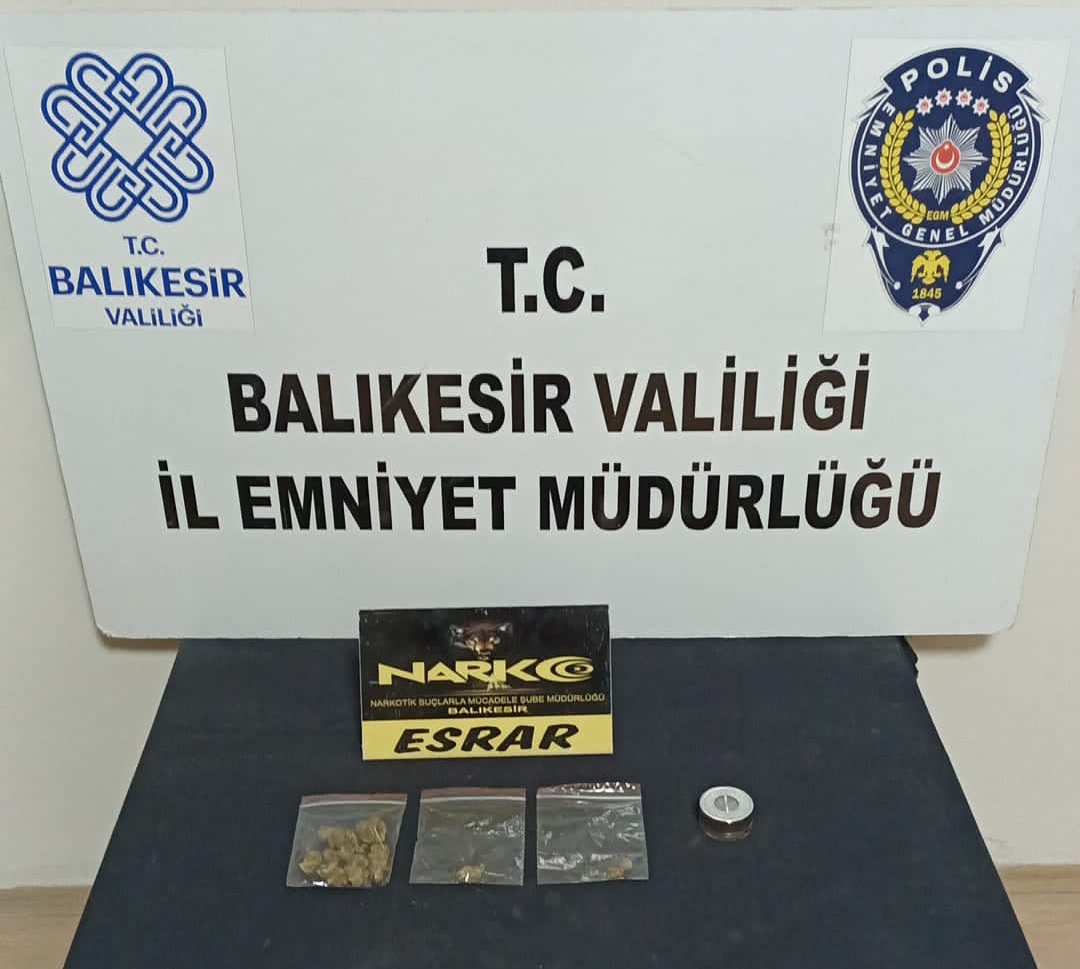 T.C.
BALIKESİR
VALİLİĞİ
POLİS
EMNİYET GENEL MÜDÜRLÜĞÜ
EGM
1845
T.C.
BALIKESİR VALİLİĞİ
İL EMNİYET MÜDÜRLÜĞÜ
NARKO
NARKOTİK SUÇLARLA MÜCADELE ŞUBE MÜDÜRLÜĞÜ
BALIKESİR
ESRAR